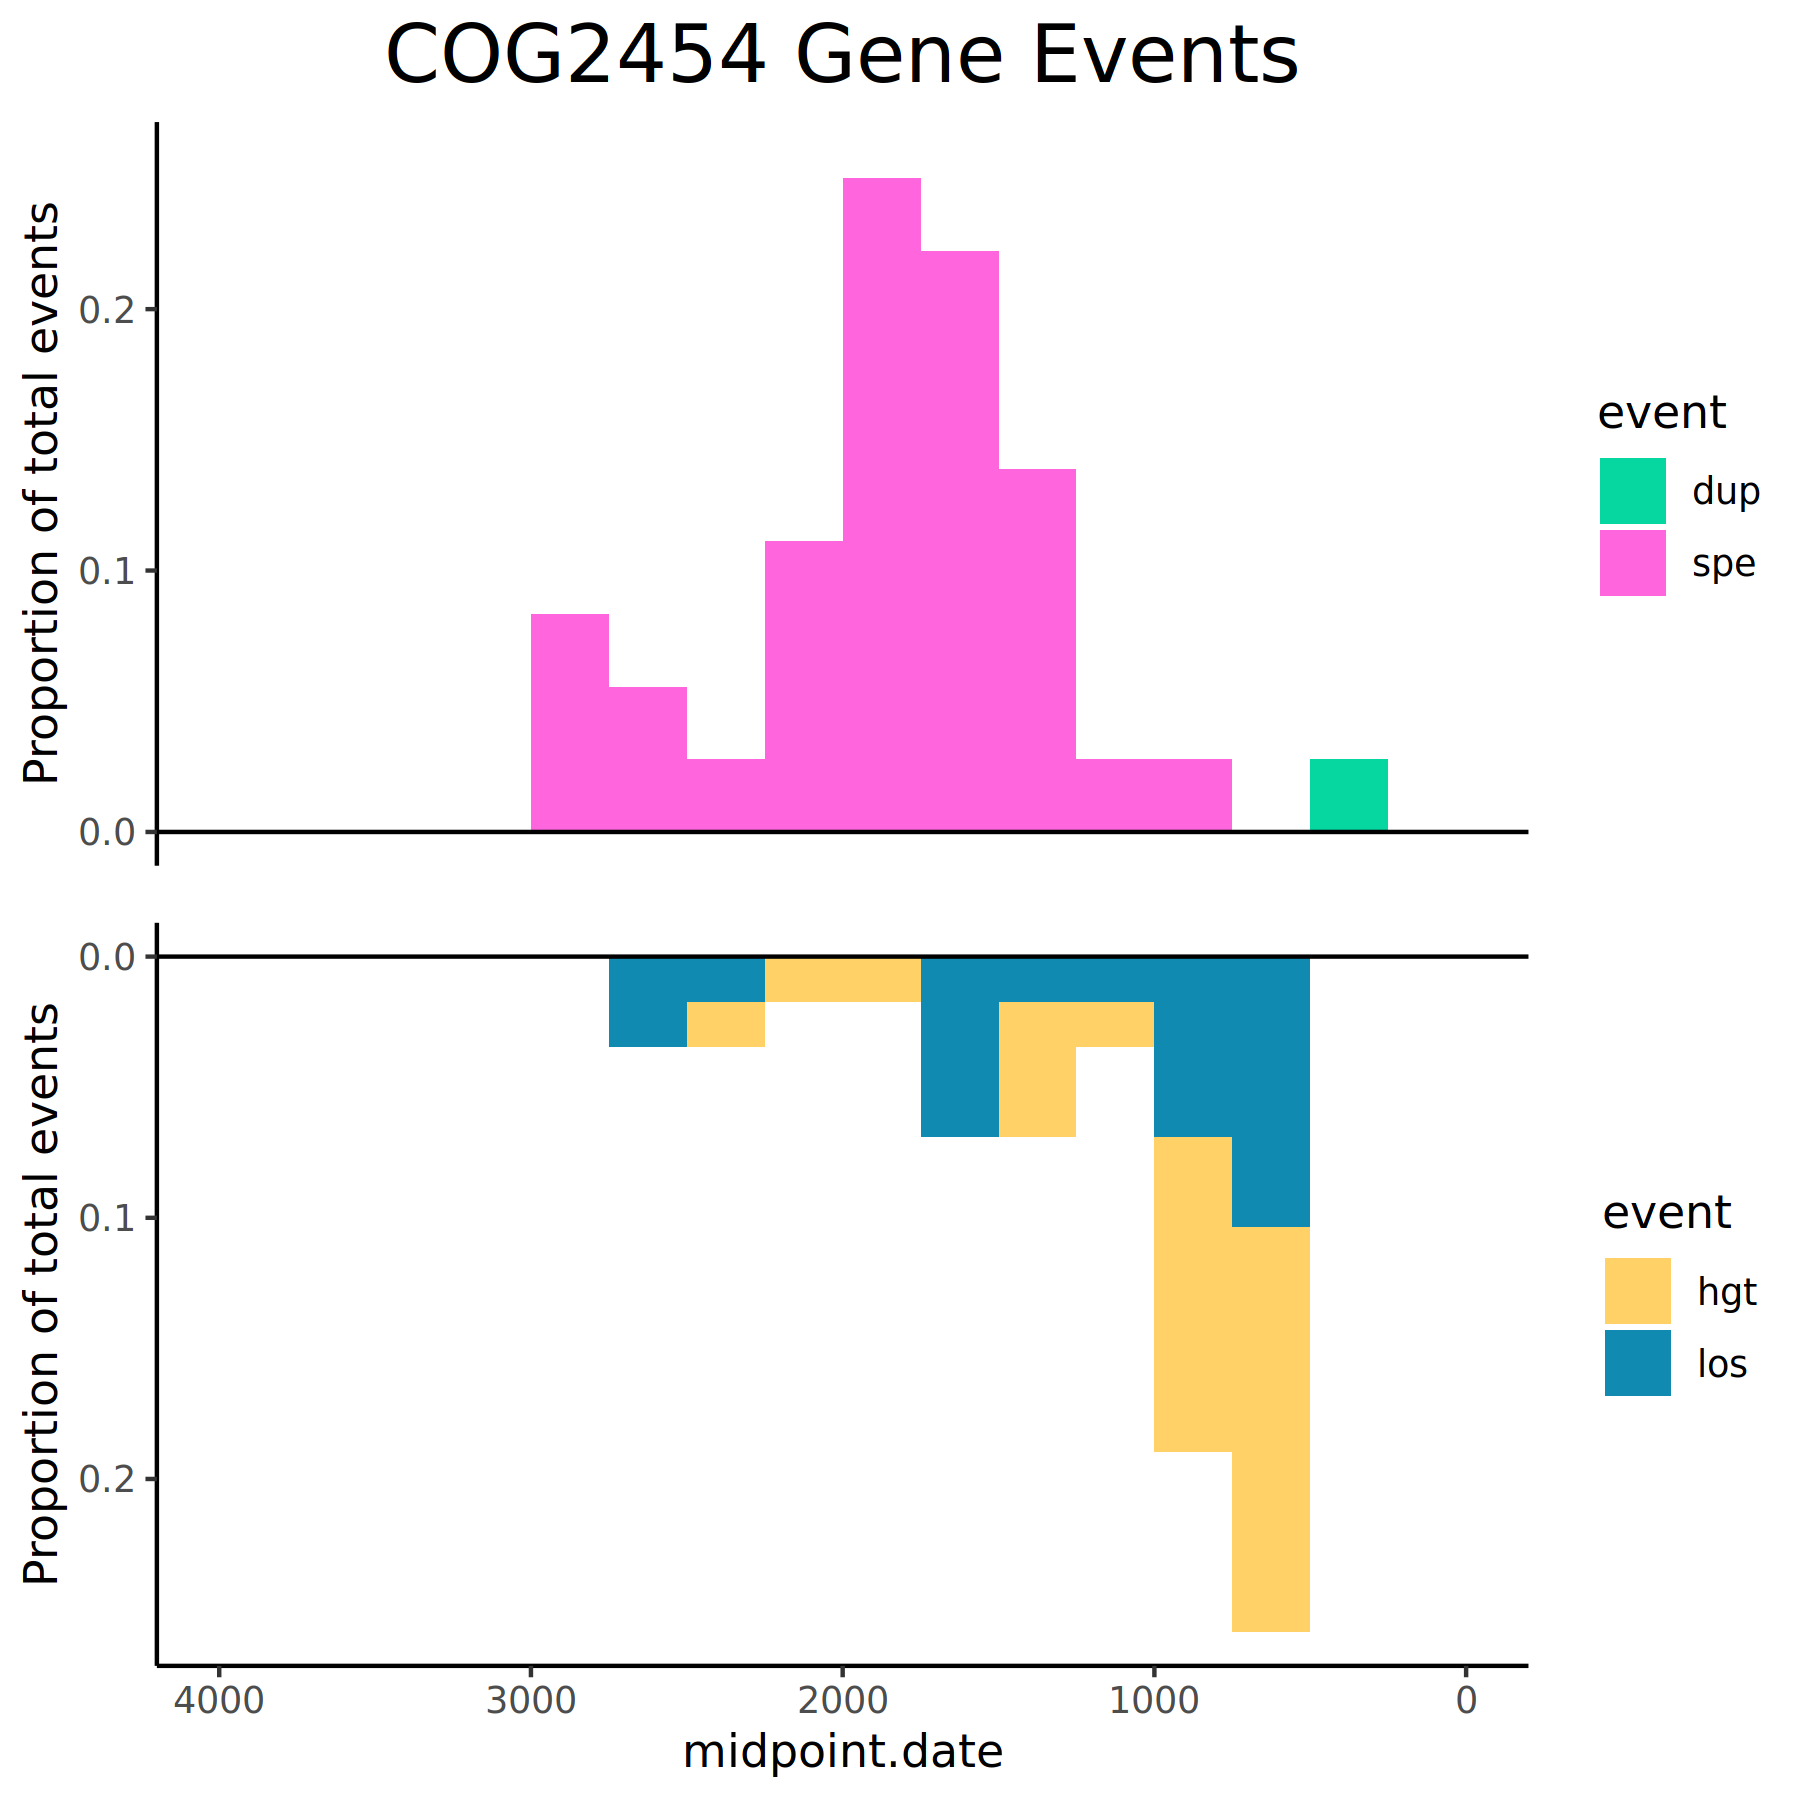 COG2454 Gene Events
Proportion of total events
0.2
0.1
0.0
event
dup
spe
Proportion of total events
0.0
0.1
0.2
event
hgt
los
4000 3000 2000 1000 0
midpoint.date